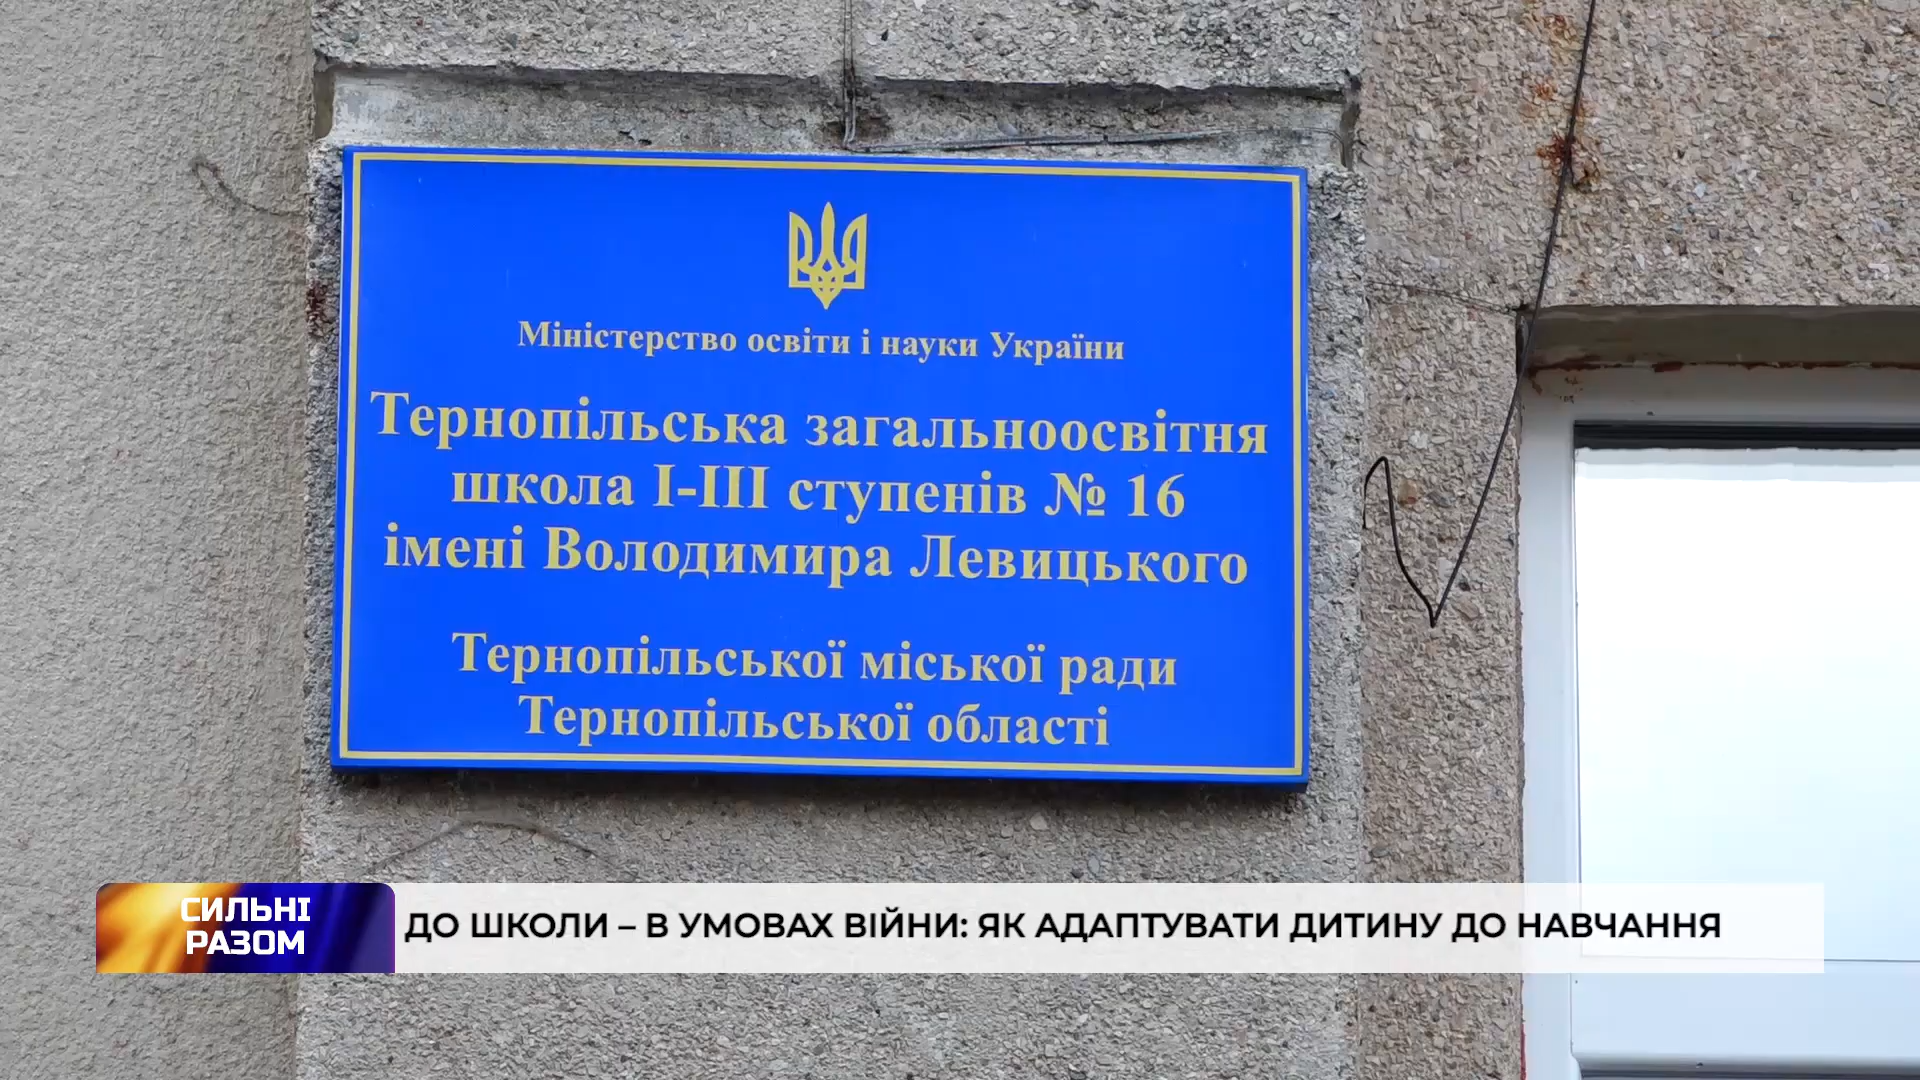 Міністерство освіти і науки України
Тернопільська загальноосвітня
школа І-ІІІ ступенів № 16
імені Володимира Левицького
Тернопільської міської ради
Тернопільської області
СИЛЬНІ
РАЗОМ
ДО ШКОЛИ – В УМОВАХ ВІЙНИ: ЯК АДАПТУВАТИ ДИТИНУ ДО НАВЧАННЯ